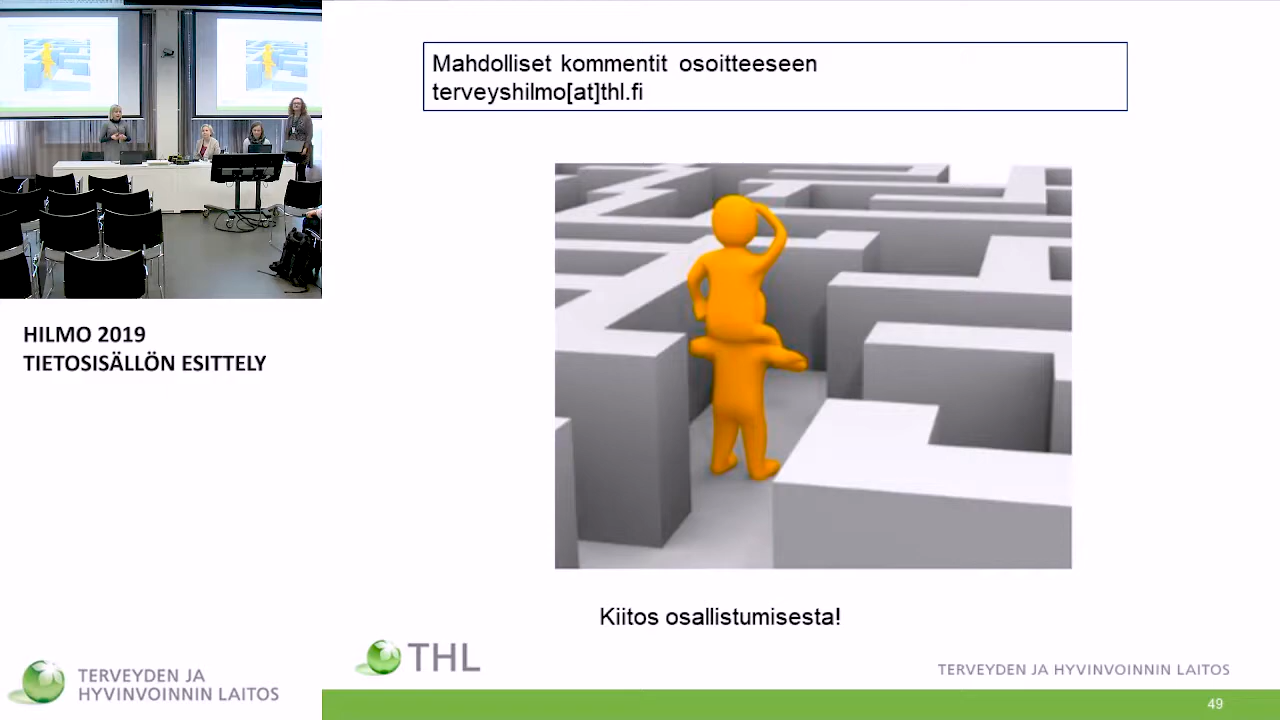 HILMO 2019
TIETOSISÄLLÖN ESITTELY
TERVEYDEN JA
HYVINVOINNIN LAITOS
Mahdolliset kommentit osoitteeseen
terveyshilmo[at]thl.fi
Kiitos osallistumisesta!
THL
TERVEYDEN JA HYVINVOINNIN LAITOS
49